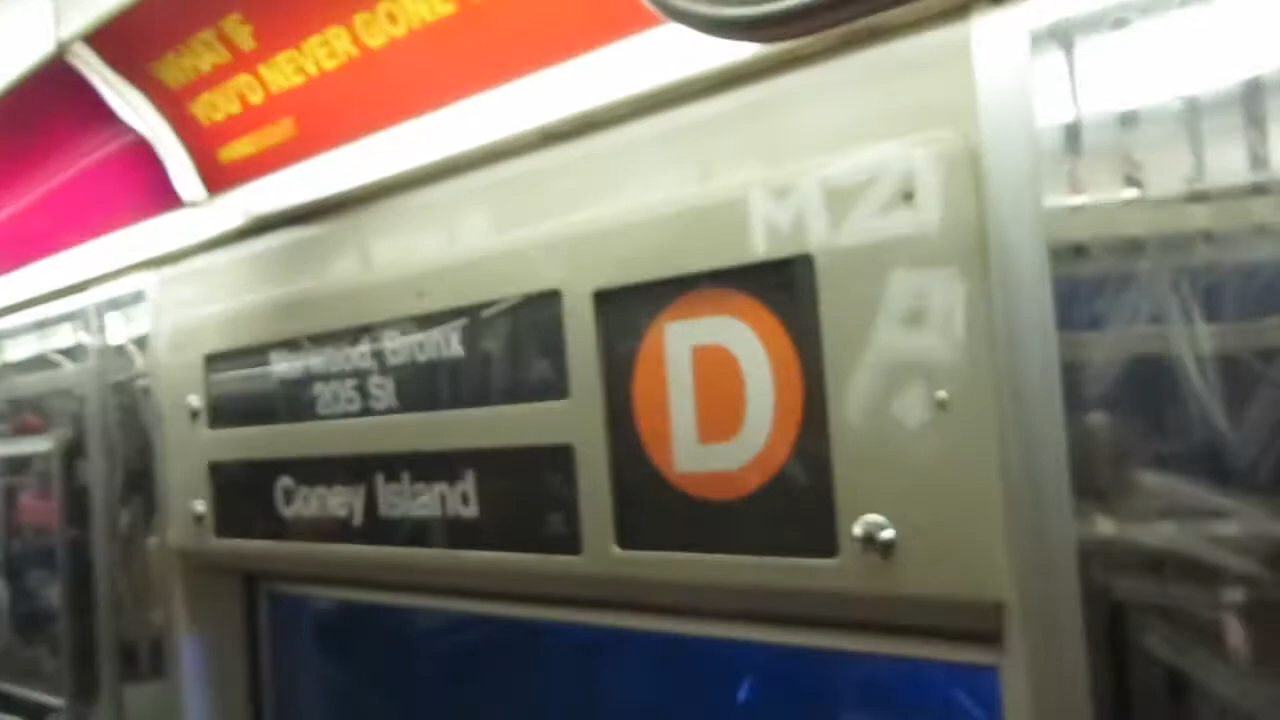 WHAT IF
YOU'D NEVER GONE
M Z
Norwood, Bronx
205 St
D
Coney Island